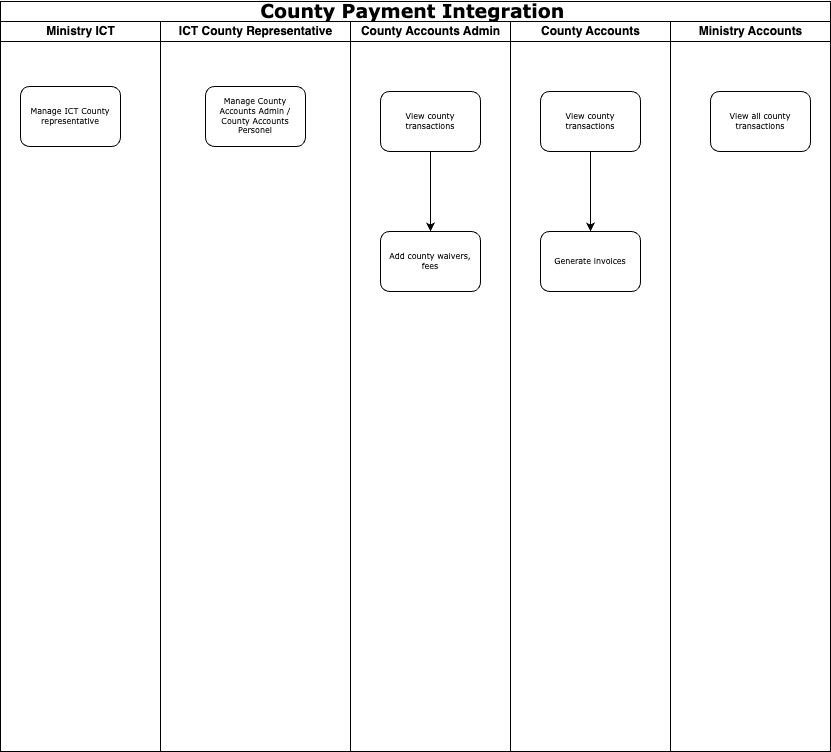 County Payment Integration
Ministry ICT
ICT County Representative
County Accounts Admin
County Accounts
Ministry Accounts
Manage ICT County
representative
Manage County
Accounts Admin /
County Accounts
Personel
View county
transactions
View county
transactions
View all county
transactions
Add county waivers,
fees
Generate invoices